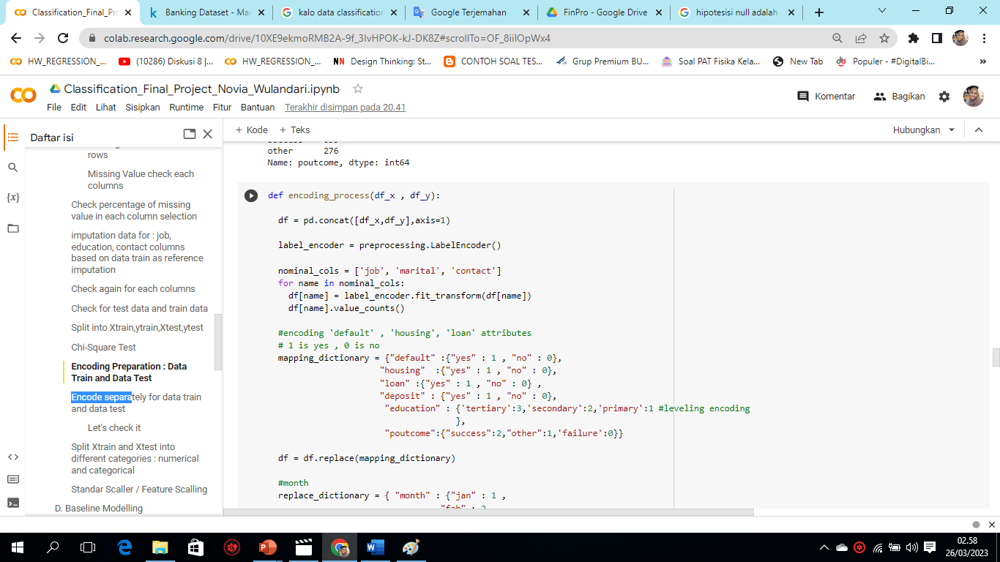 Classification_Final_Pro
Banking Dataset - Mar
kalo data classification
Google Terjemahan
FinPro - Google Drive
hipotesisi null adalah -
colab.research.google.com/drive/10XE9ekmoRMB2A-9f_3IvHPOK-kJ-DK8Z#scrollTo=OF_8iiIOpWx4
HW_REGRESSION_...
(10286) Diskusi 8 |...
HW_REGRESSION_...
NN Design Thinking: St...
CONTOH SOAL TES...
Grup Premium BU...
Soal PAT Fisika Kela...
New Tab
Populer - #DigitalBi...
Classification_Final_Project_Novia_Wulandari.ipynb
File Edit Lihat Sisipkan Runtime Fitur Bantuan Terakhir disimpan pada 20.41
Komentar
Bagikan
Daftar isi
+ Kode + Teks
Hubungkan
rows
Missing Value check each
columns
Check percentage of missing
value in each column selection
imputation data for : job,
education, contact columns
based on data train as reference
imputation
Check again for each columns
Check for test data and train data
Split into Xtrain,ytrain,Xtest,ytest
Chi-Square Test
Encoding Preparation : Data
Train and Data Test
Encode separately for data train
and data test
Let's check it
Split Xtrain and Xtest into
different categories : numerical
and categorical
Standar Scaller / Feature Scalling
D. Baseline Modelling
other 276
Name: poutcome, dtype: int64
def encoding_process(df_x , df_y):
df = pd.concat([df_x,df_y],axis=1)
label_encoder = preprocessing.LabelEncoder()
nominal_cols = ['job', 'marital', 'contact']
for name in nominal_cols:
df[name] = label_encoder.fit_transform(df[name])
df[name].value_counts()
#encoding 'default' , 'housing', 'loan' attributes
# 1 is yes , 0 is no
mapping_dictionary = {"default" :{"yes" : 1 , "no" : 0},
"housing" :{"yes" : 1 , "no" : 0},
"loan" :{"yes" : 1 , "no" : 0} ,
"deposit" : {"yes" : 1 , "no" : 0},
"education" : {'tertiary':3,'secondary':2,'primary':1 #leveling encoding
},
"poutcome":{"success":2,"other":1,'failure':0}}
df = df.replace(mapping_dictionary)
#month
replace_dictionary = { "month" : {"jan" : 1 ,
02.58
26/03/2023